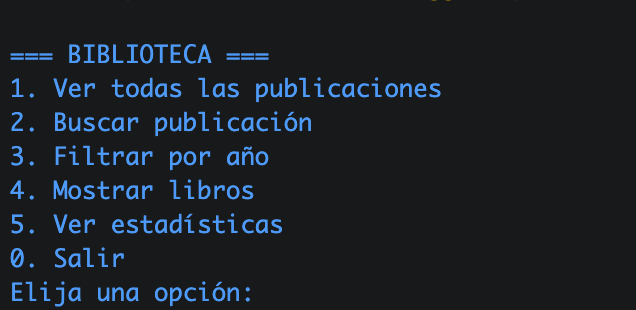 === BIBLIOTECA ===
1. Ver todas las publicaciones
2. Buscar publicación
3. Filtrar por año
4. Mostrar libros
5. Ver estadísticas
0. Salir
Elija una opción: